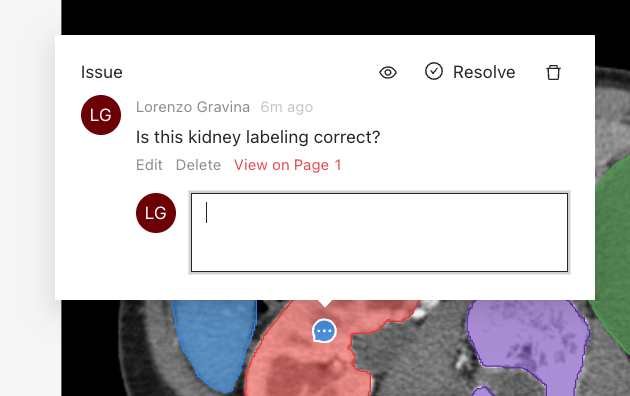 Issue
Resolve
LG
Lorenzo Gravina 6m ago
Is this kidney labeling correct?
Edit Delete View on Page 1
LG